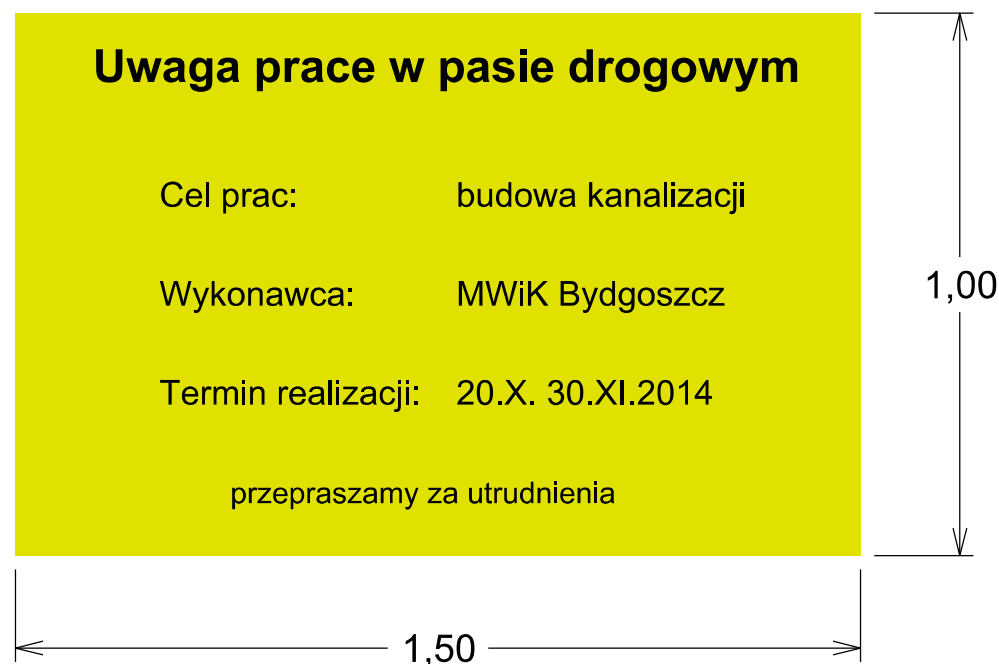 Uwaga prace w pasie drogowym
Cel prac: budowa kanalizacji
Wykonawca: MWiK Bydgoszcz
Termin realizacji: 20.X. 30.XI.2014
przepraszamy za utrudnienia
1,00
1,50